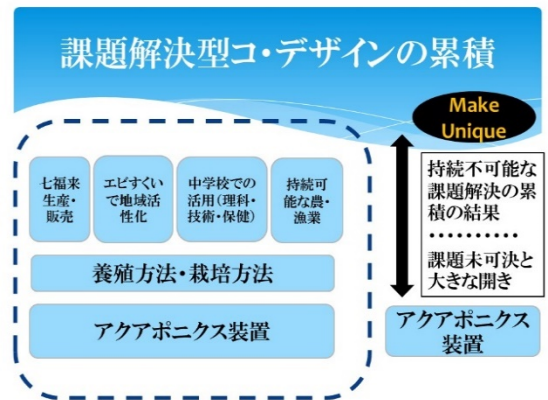 課題解決型コ・デザインの累積
Make
Unique
七福来
生産・
販売
エビすくい
で地域活
性化
中学校での
活用(理科・
技術・保健)
持続可
能な農・
漁業
養殖方法・栽培方法
アクアポニクス装置
持続不可能な
課題解決の累
積の結果
・・・・・・・・・・
課題未可決と
大きな開き
アクアポニクス
装置